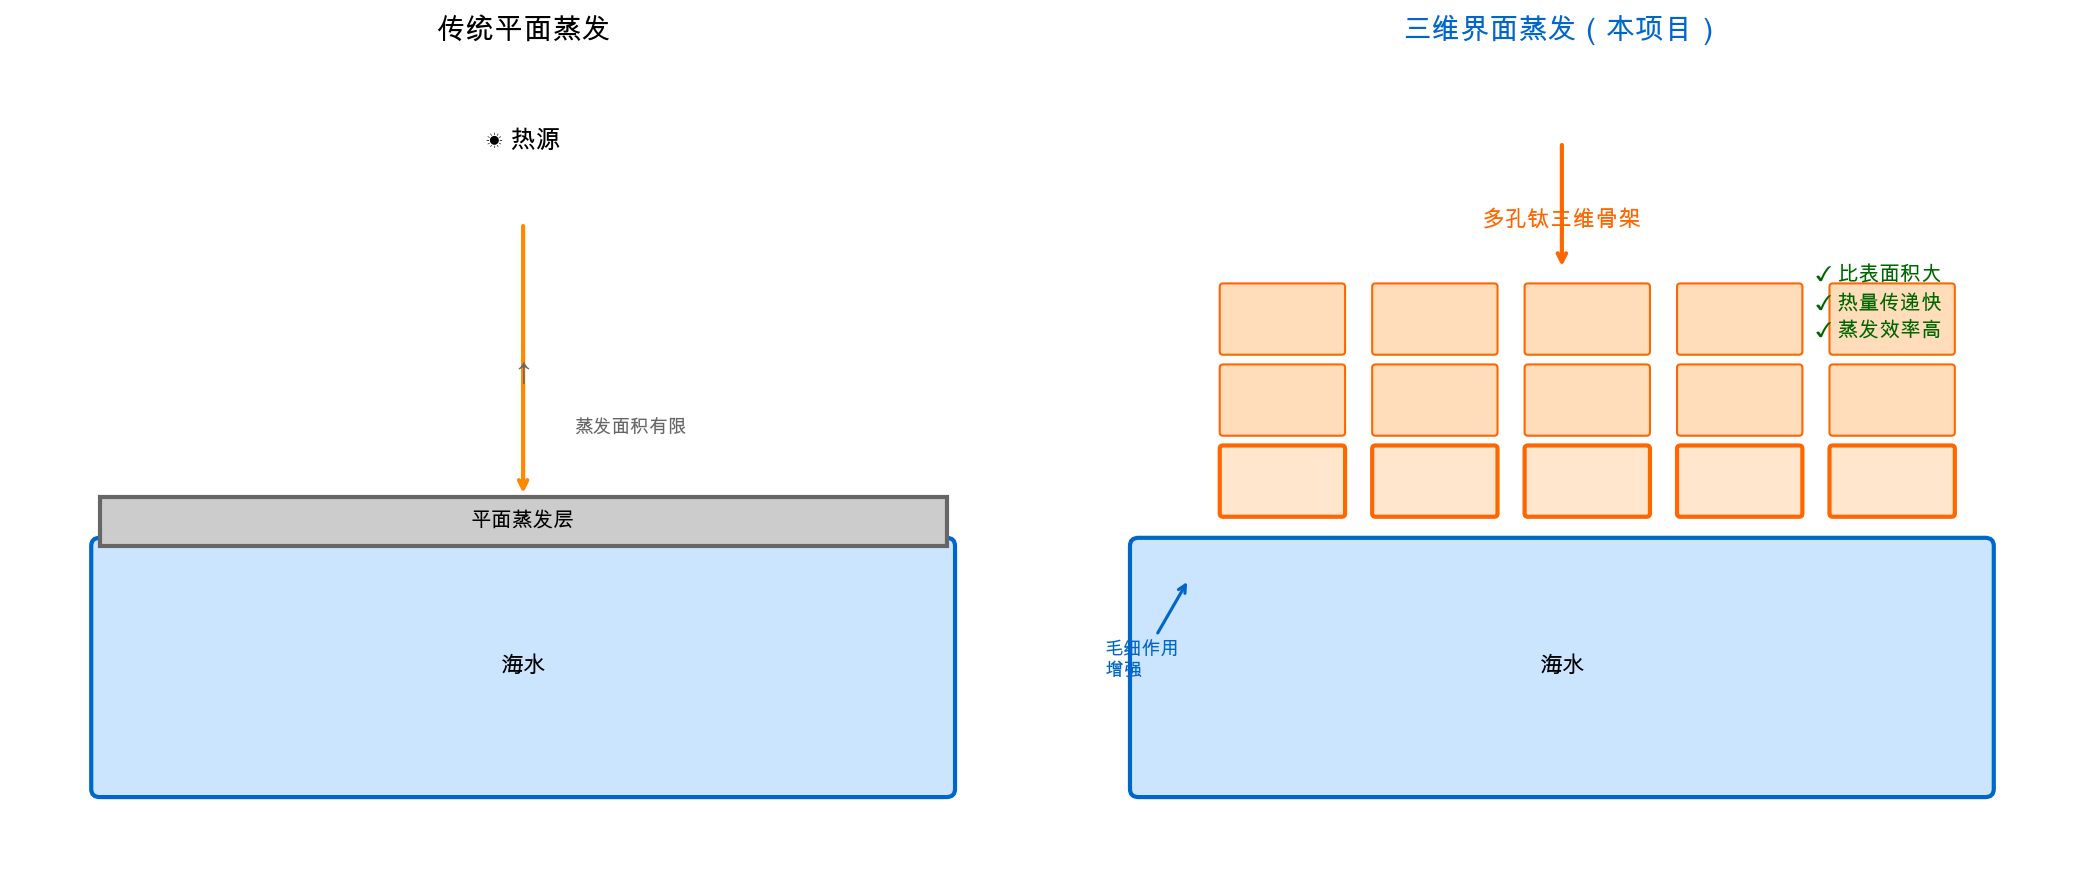 传统平面蒸发
☀ 热源
↑
蒸发面积有限
平面蒸发层
海水
三维界面蒸发（本项目）
多孔钛三维骨架
✓ 比表面积大
✓ 热量传递快
✓ 蒸发效率高
毛细作用
增强
海水